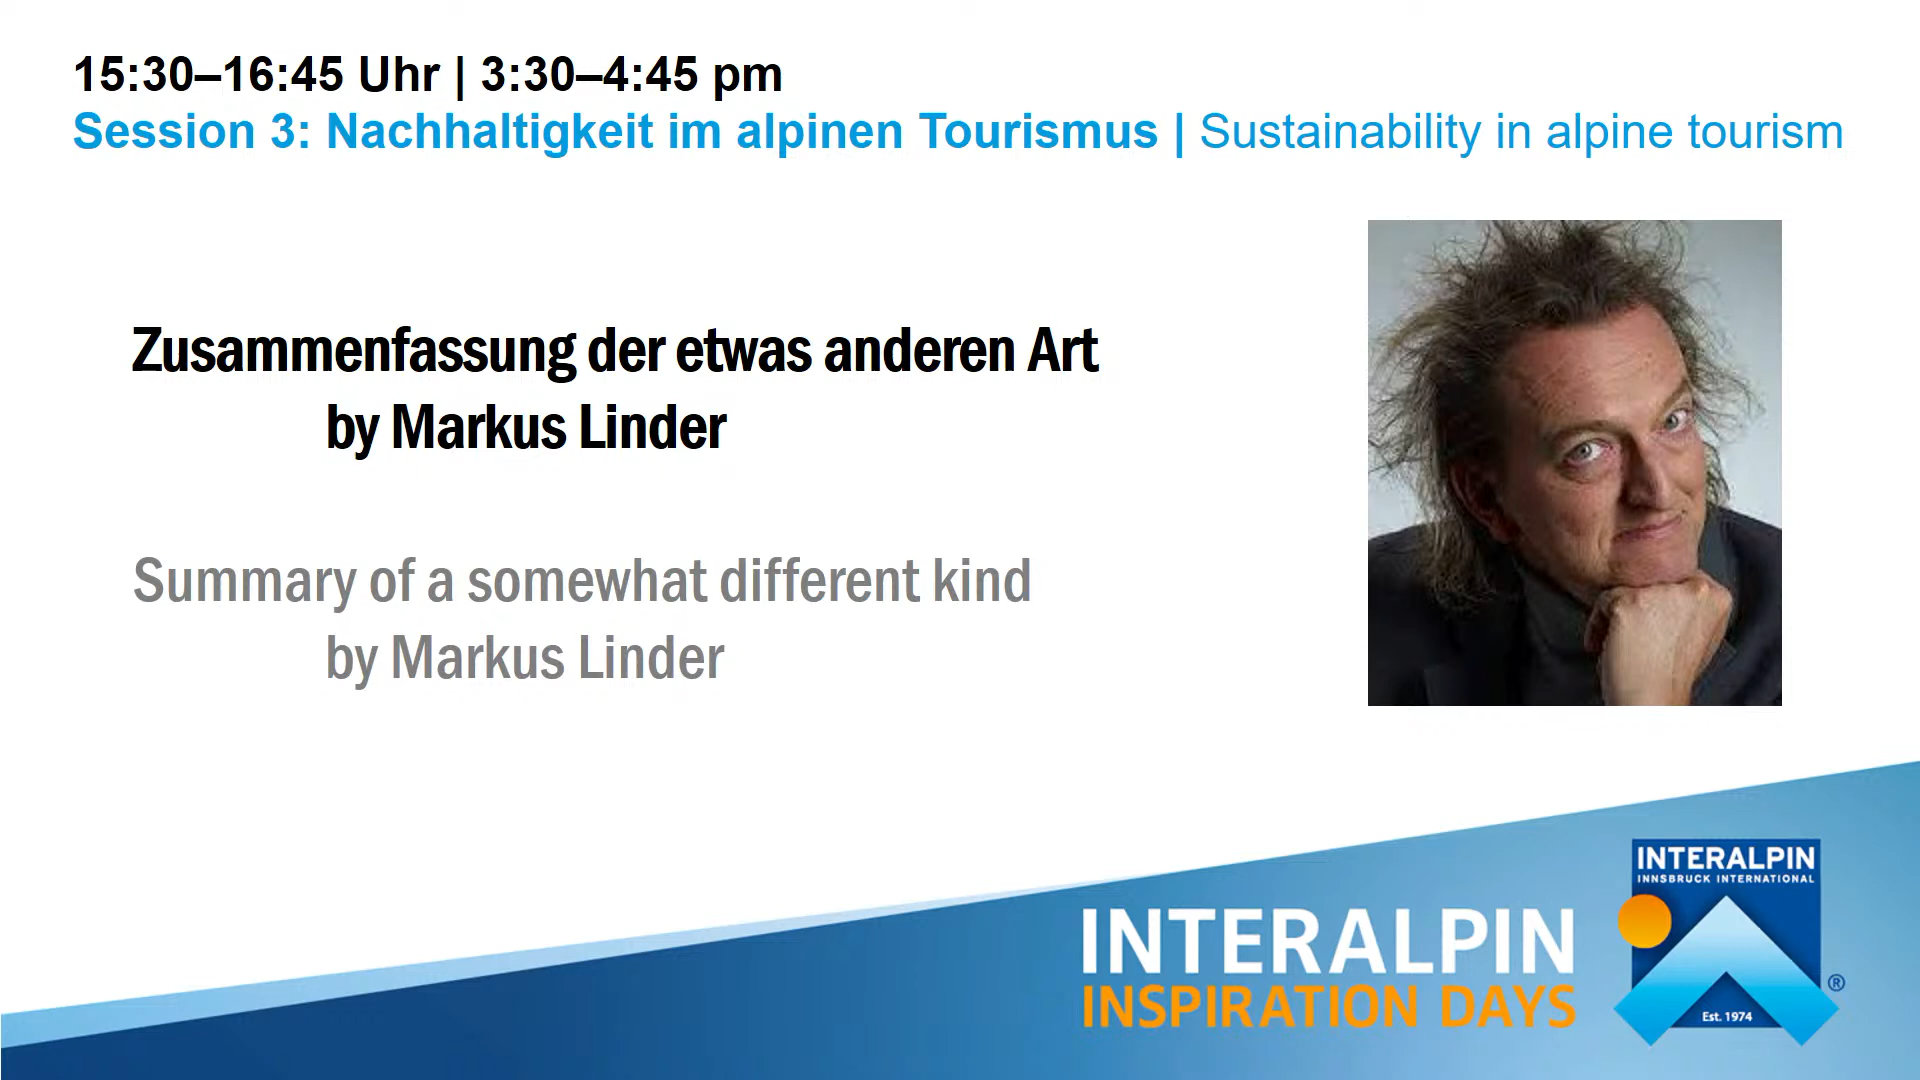 15:30–16:45 Uhr | 3:30–4:45 pm
Session 3: Nachhaltigkeit im alpinen Tourismus | Sustainability in alpine tourism
Zusammenfassung der etwas anderen Art
by Markus Linder
Summary of a somewhat different kind
by Markus Linder
INTERALPIN
INSPIRATION DAYS
INTERALPIN
INNSBRUCK INTERNATIONAL
®
Est. 1974